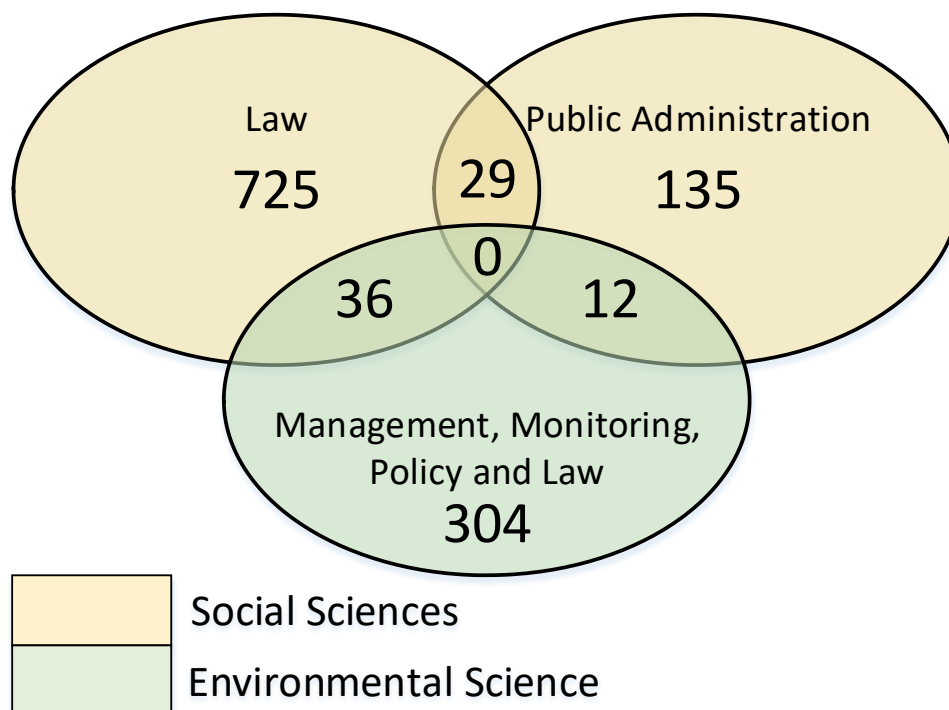 Law
Public Administration
725
29
135
0
36
12
Management, Monitoring,
Policy and Law
304
Social Sciences
Environmental Science